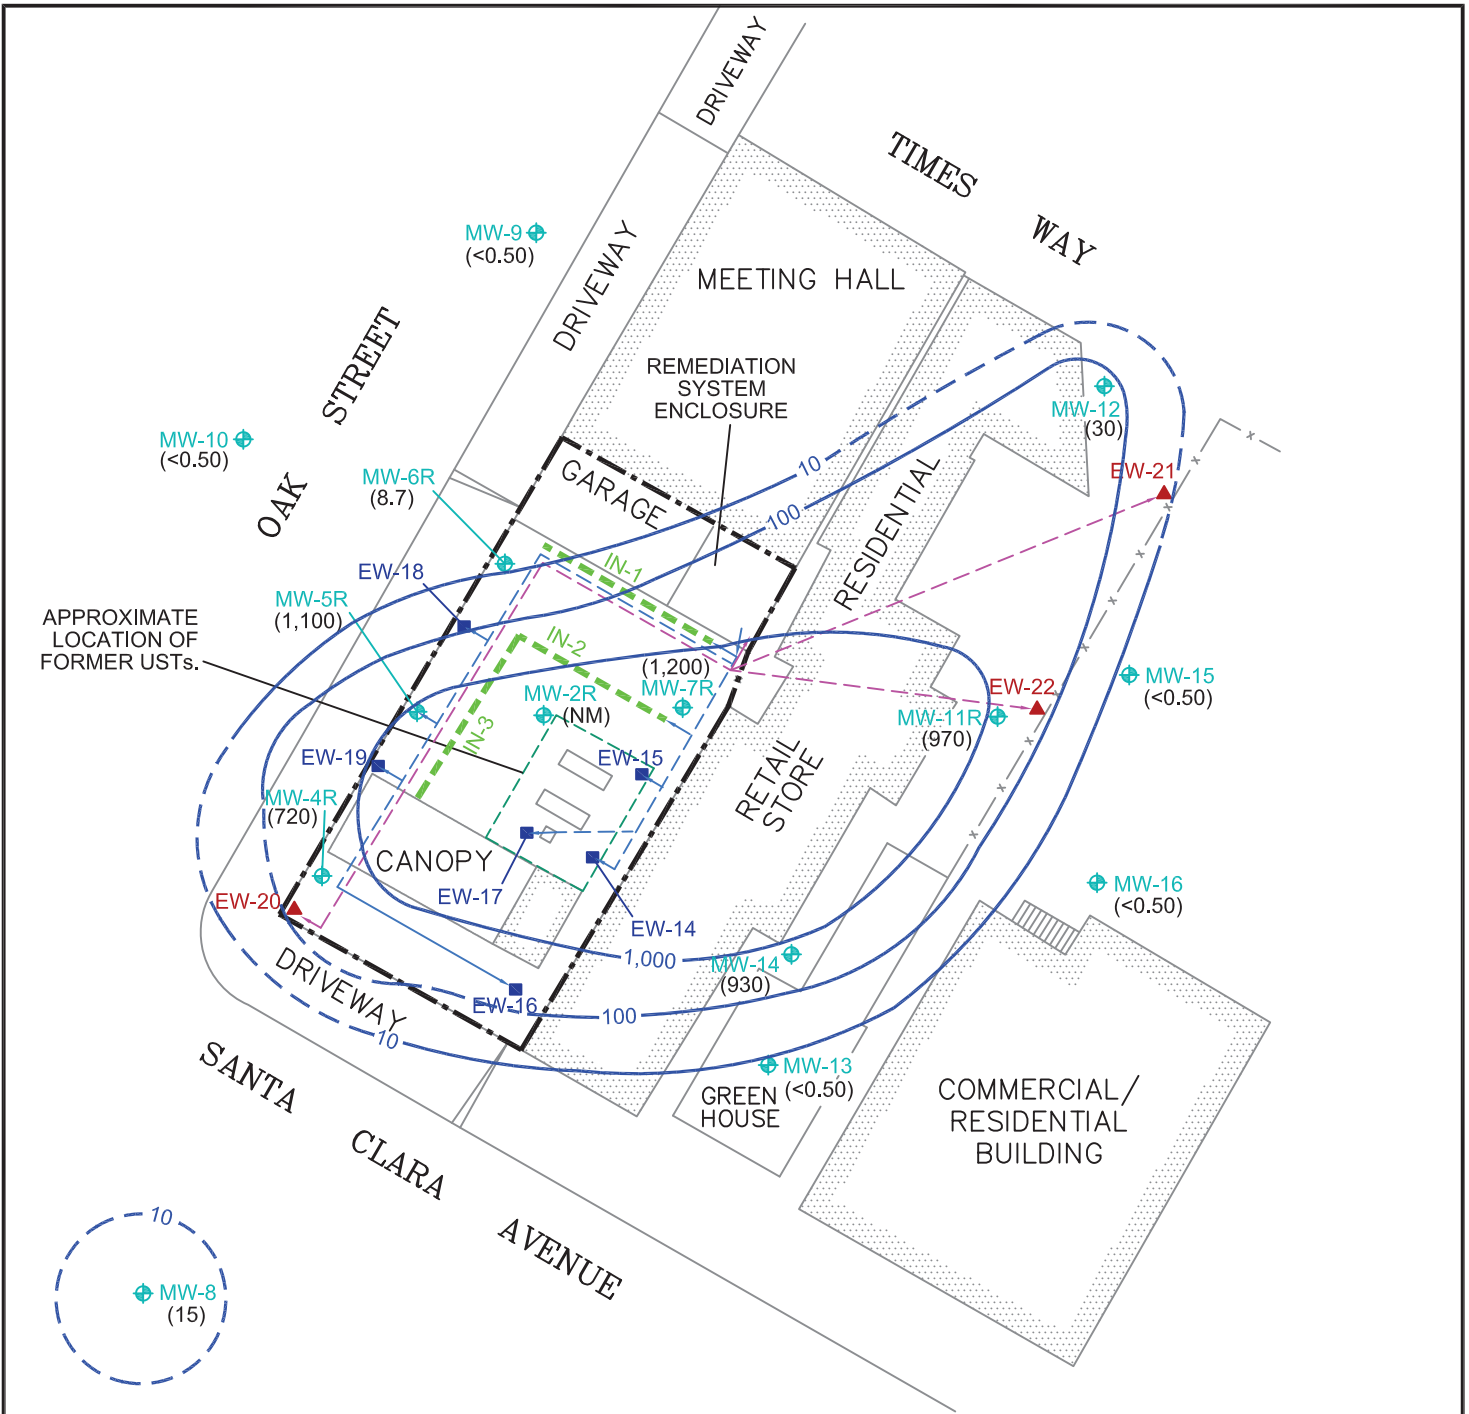 DRIVEWAY
TIMES
WAY
MW-9
(<0.50)
DRIVEWAY
MEETING HALL
OAK
STREET
REMEDIATION
SYSTEM
ENCLOSURE
MW-12
(30)
MW-10
(<0.50)
10
100
EW-21
MW-6R
(8.7)
GARAGE
RESIDENTIAL
EW-18
IN-1
MW-5R
(1,100)
APPROXIMATE
LOCATION OF
FORMER USTs.
IN-2
(1,200)
MW-7R
MW-2R
(NM)
IN-3
EW-22
MW-15
(<0.50)
MW-11R
(970)
EW-19
EW-15
RETAIL
STORE
MW-4R
(720)
CANOPY
EW-17
MW-16
(<0.50)
EW-20
EW-14
1,000
MW-14
(930)
DRIVEWAY
EW-16
100
10
MW-13
(<0.50)
GREEN
HOUSE
COMMERCIAL/
RESIDENTIAL
BUILDING
SANTA
CLARA
AVENUE
10
MW-8
(15)